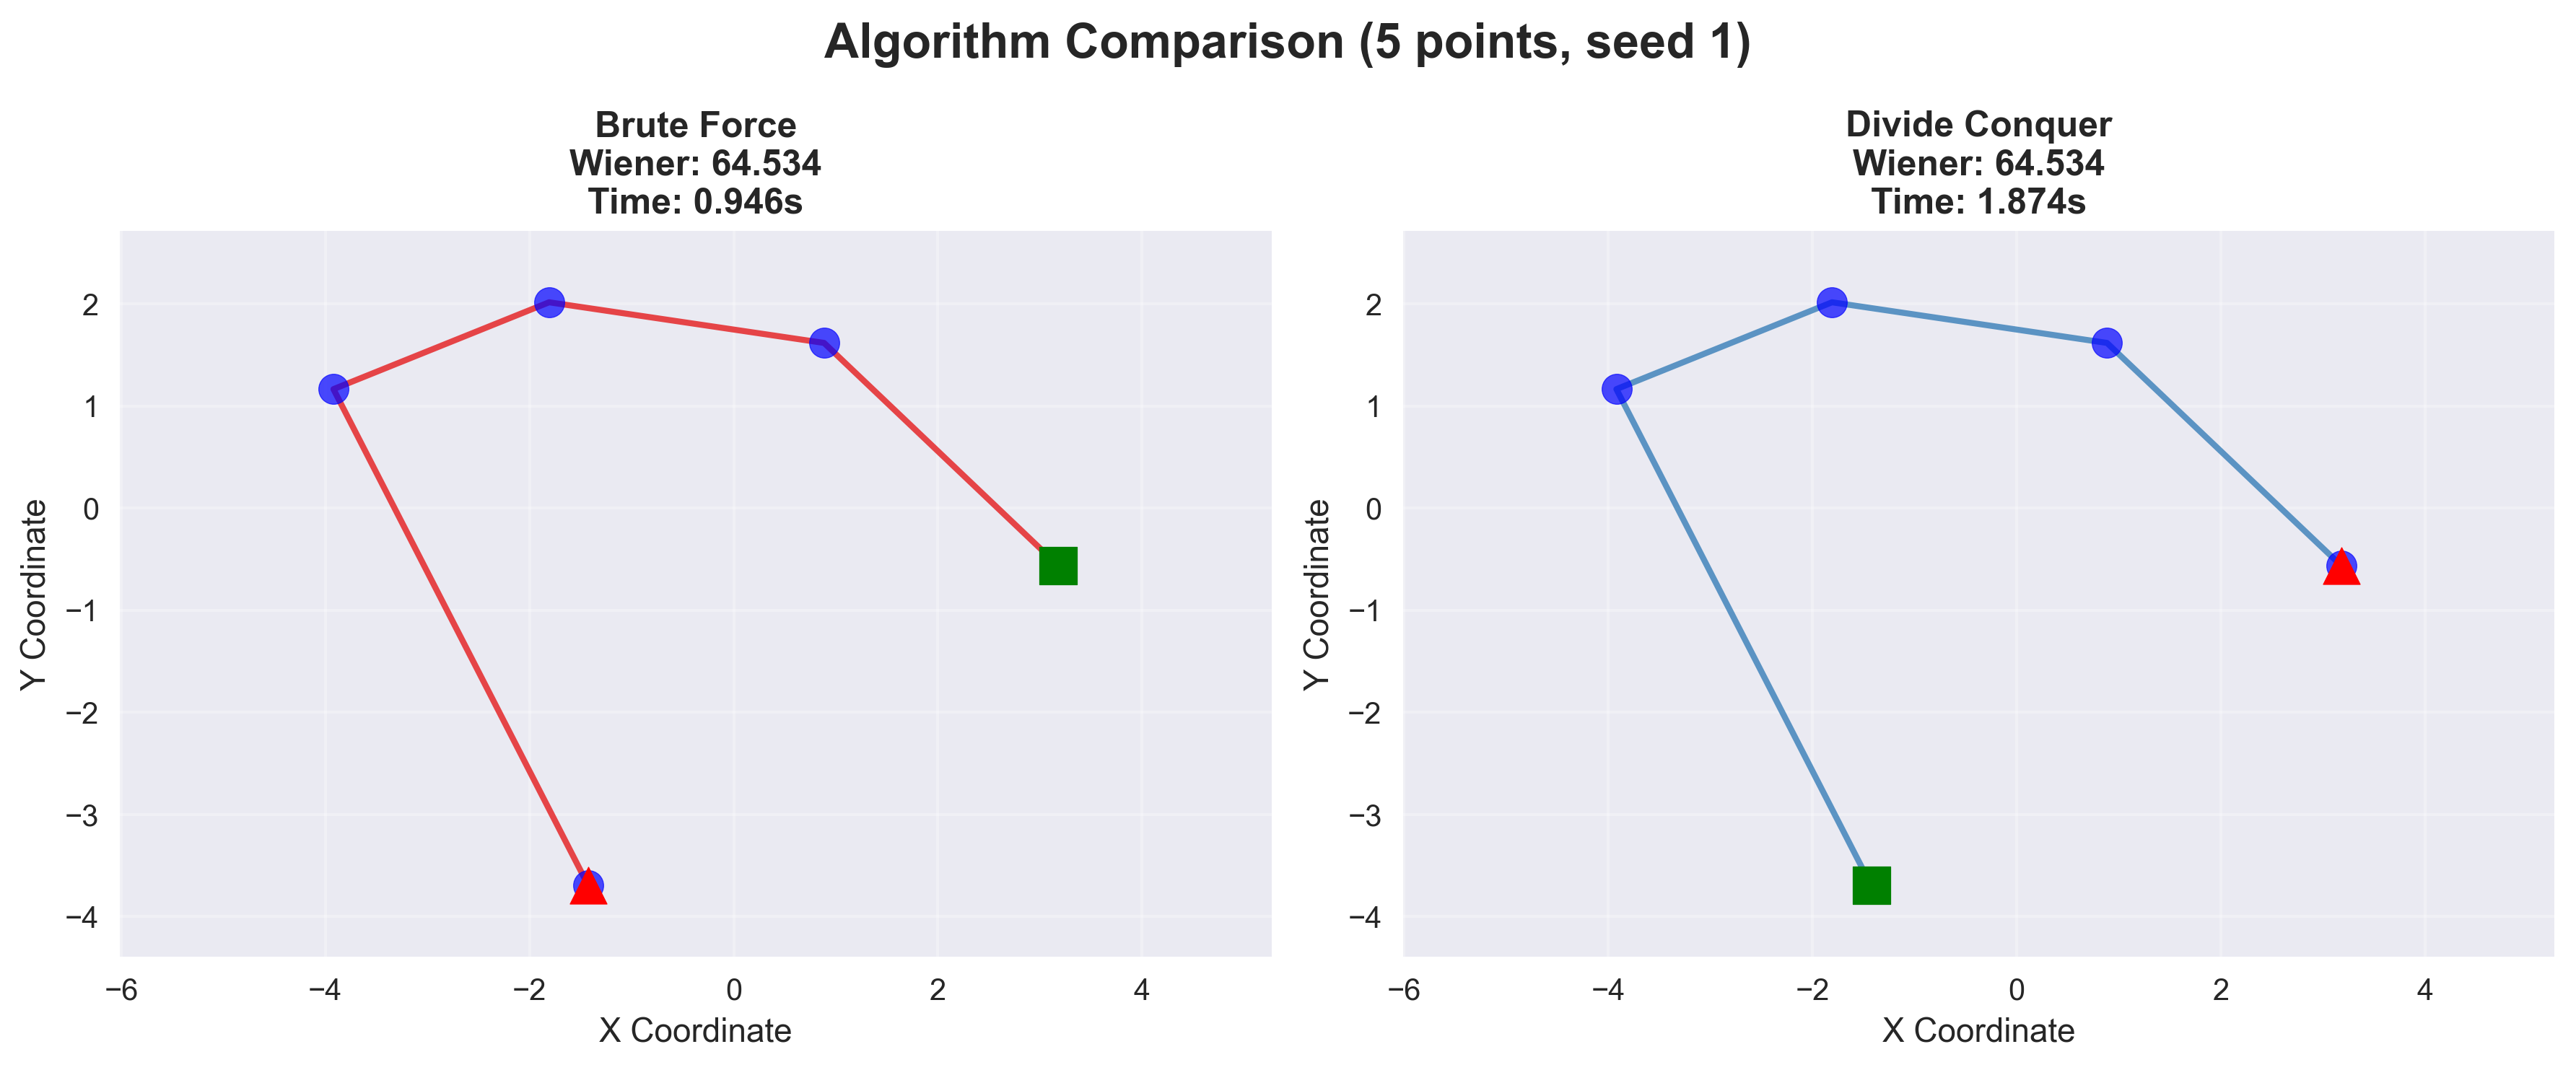 Algorithm Comparison (5 points, seed 1)
Brute Force
Wiener: 64.534
Time: 0.946s
2
1
0
−1
−2
−3
−4
Y Coordinate
−6
−4
−2
0
2
4
X Coordinate
Divide Conquer
Wiener: 64.534
Time: 1.874s
2
1
0
−1
−2
−3
−4
Y Coordinate
−6
−4
−2
0
2
4
X Coordinate